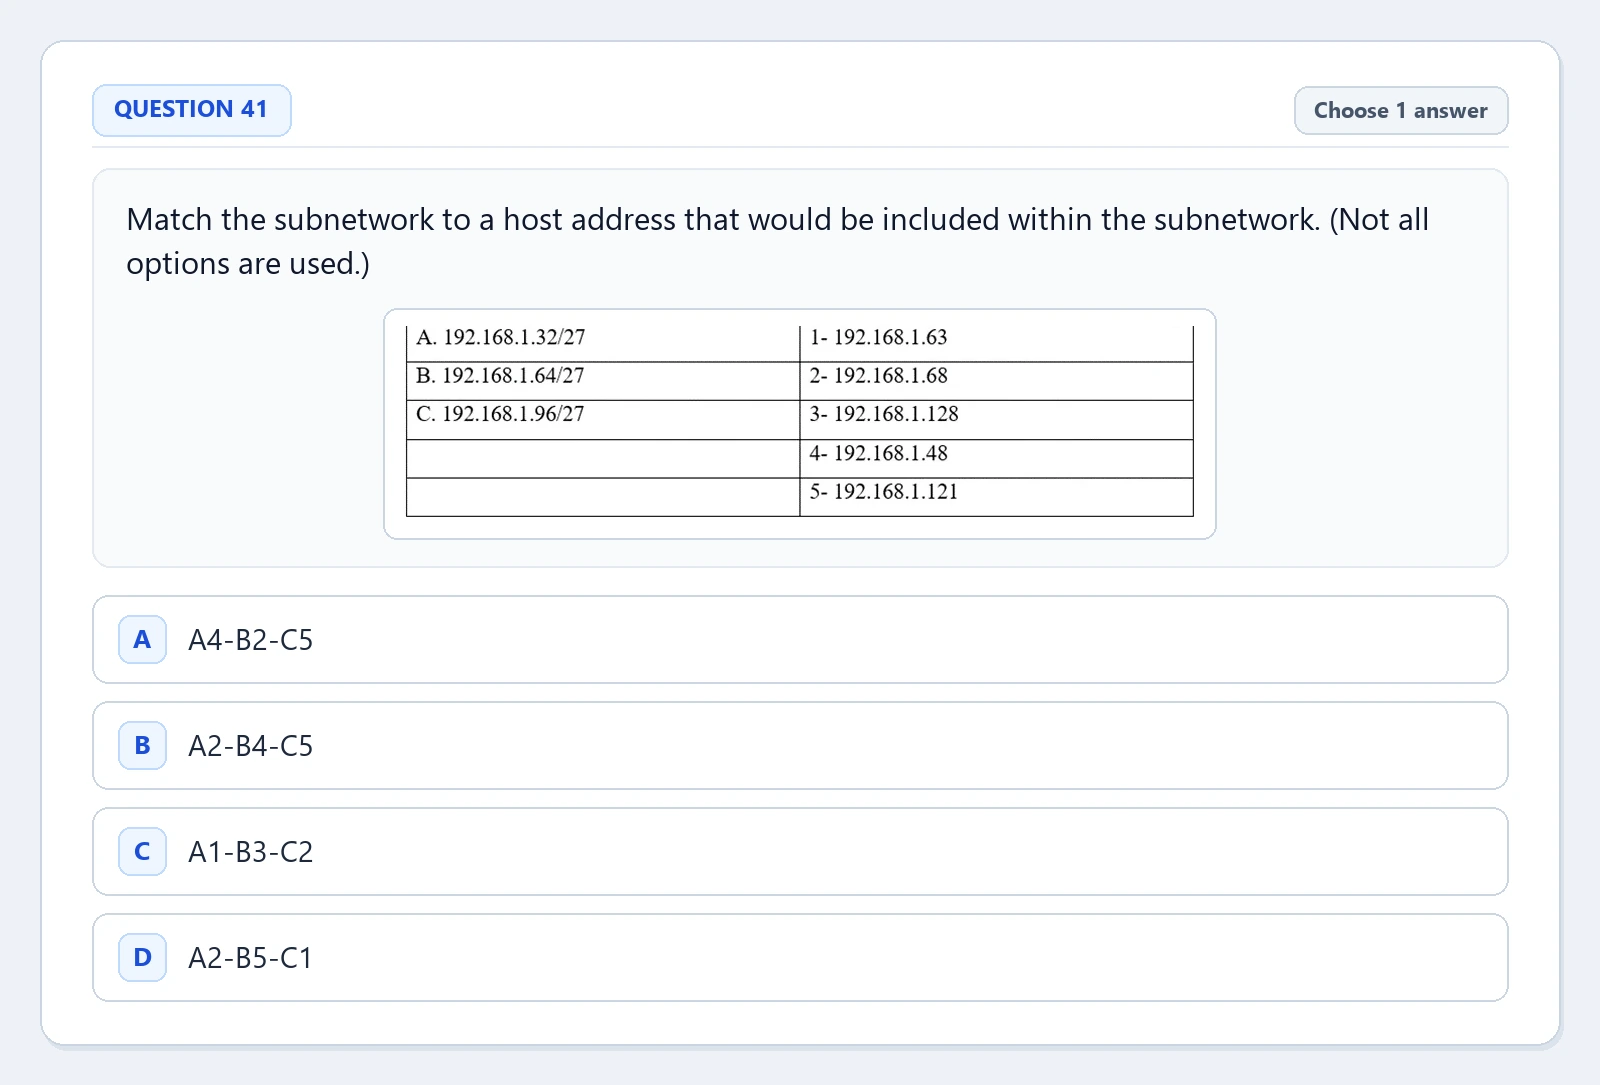 QUESTION 41
Choose 1 answer
Match the subnetwork to a host address that would be included within the subnetwork. (Not all
options are used.)
A. 192.168.1.32/27 1- 192.168.1.63
B. 192.168.1.64/27 2- 192.168.1.68
C. 192.168.1.96/27 3- 192.168.1.128
4- 192.168.1.48
5- 192.168.1.121
A A4-B2-C5
B A2-B4-C5
C A1-B3-C2
D A2-B5-C1